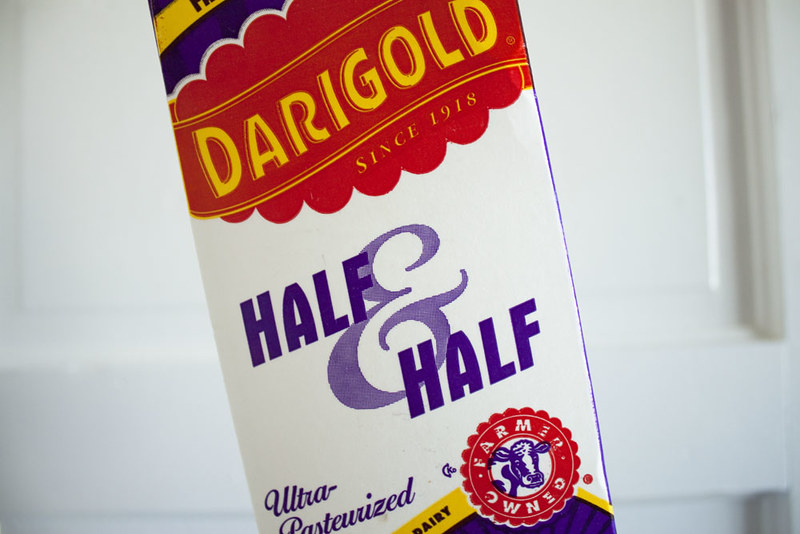 DARIGOLD®
SINCE 1918
HALF &
HALF
FARMER
OWNED
Ultra-
Pasteurized
DAIRY